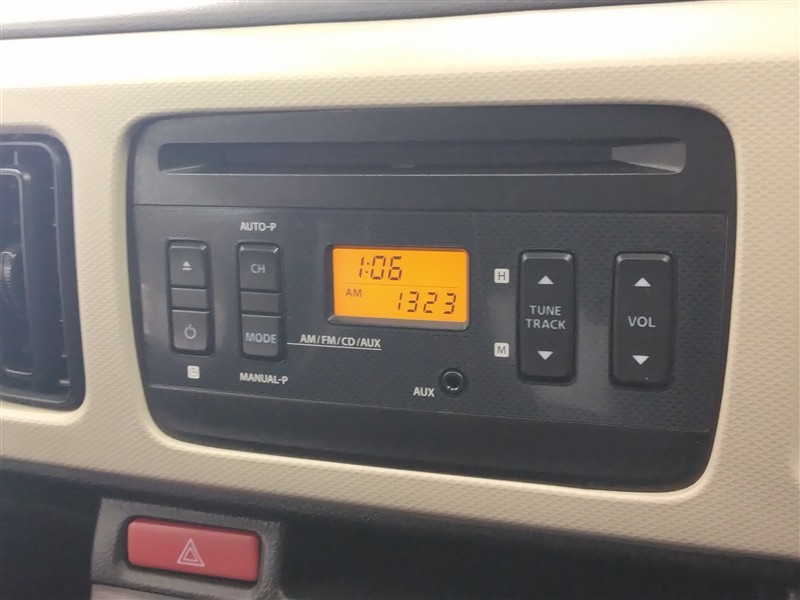 AUTO-P
CH
MODE
AM/FM/CD/AUX
MANUAL-P
1:06
AM 1323
AUX
H
TUNE
TRACK
M
VOL